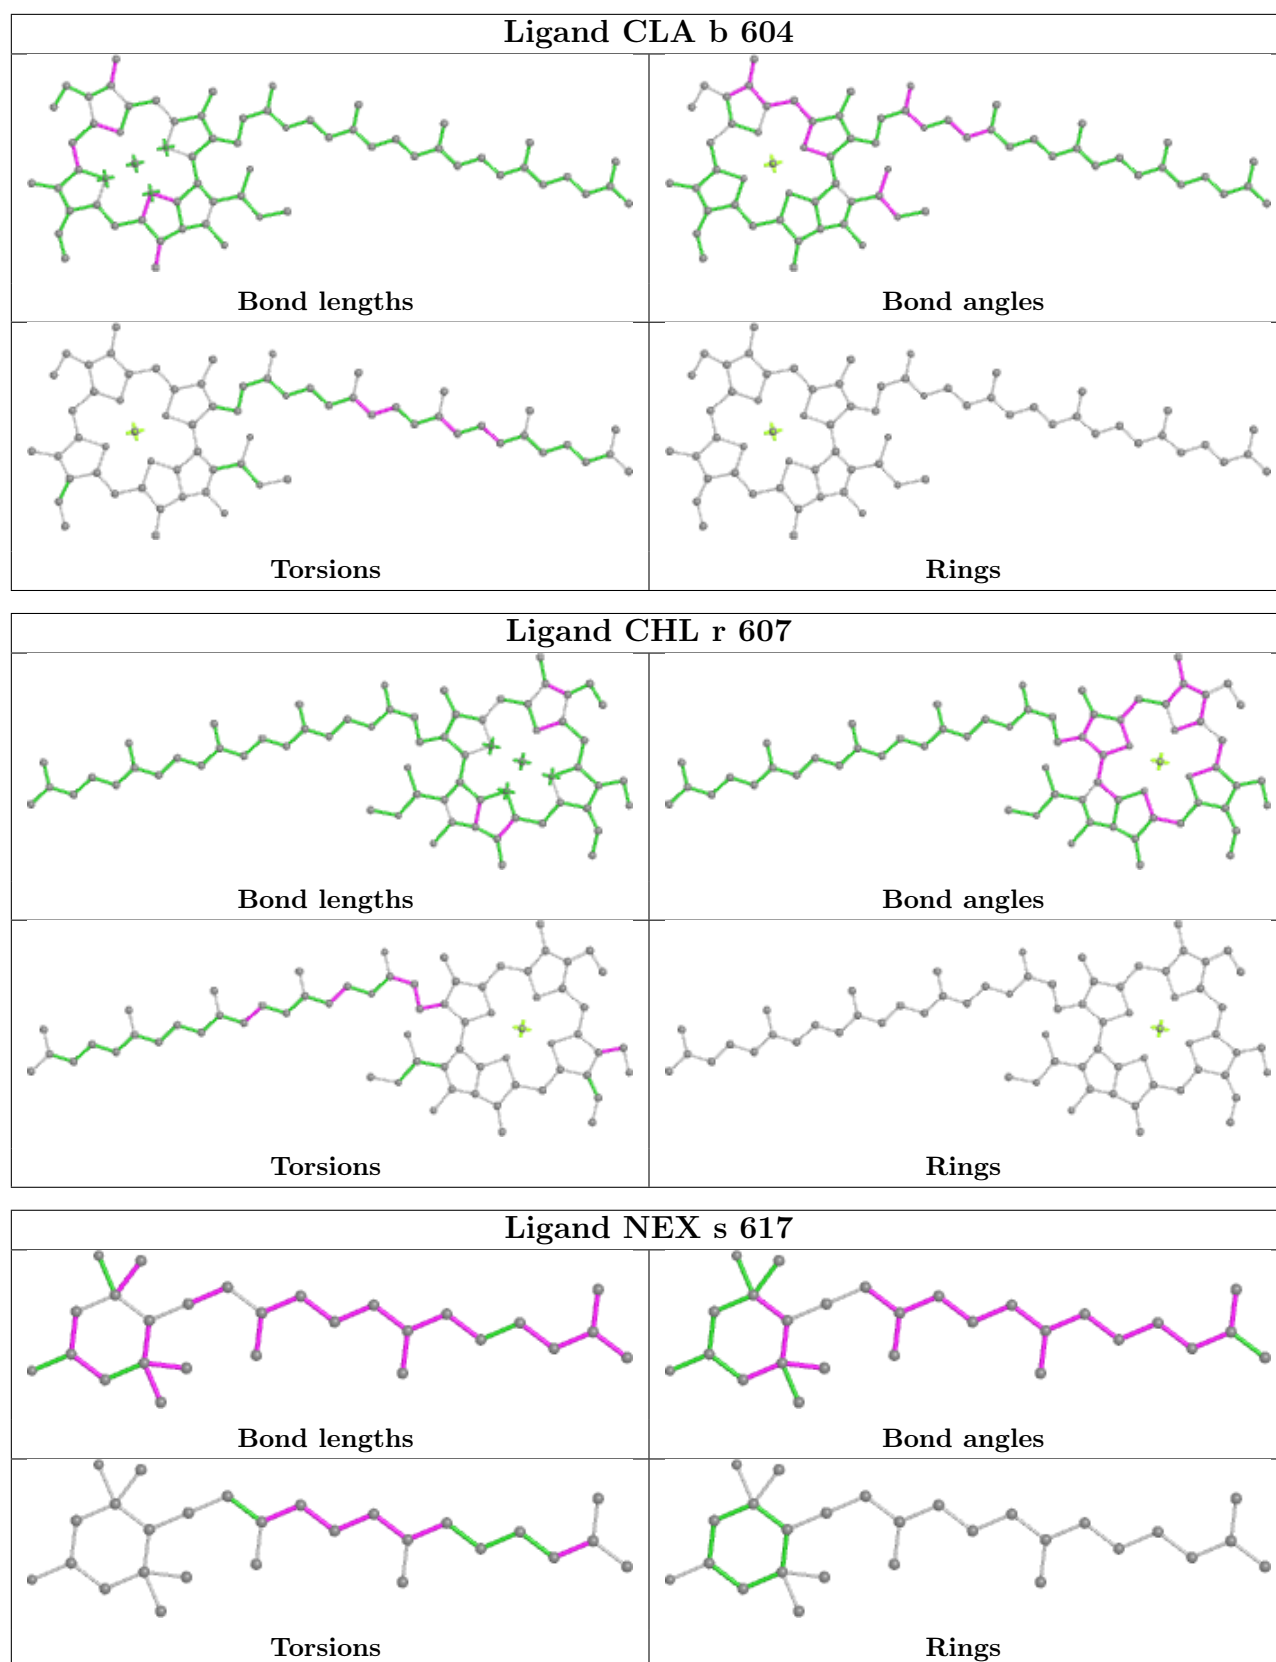 Ligand CLA b 604
Bond lengths
Bond angles
Torsions
Rings
Ligand CHL r 607
Bond lengths
Bond angles
Torsions
Rings
Ligand NEX s 617
Bond lengths
Bond angles
Torsions
Rings